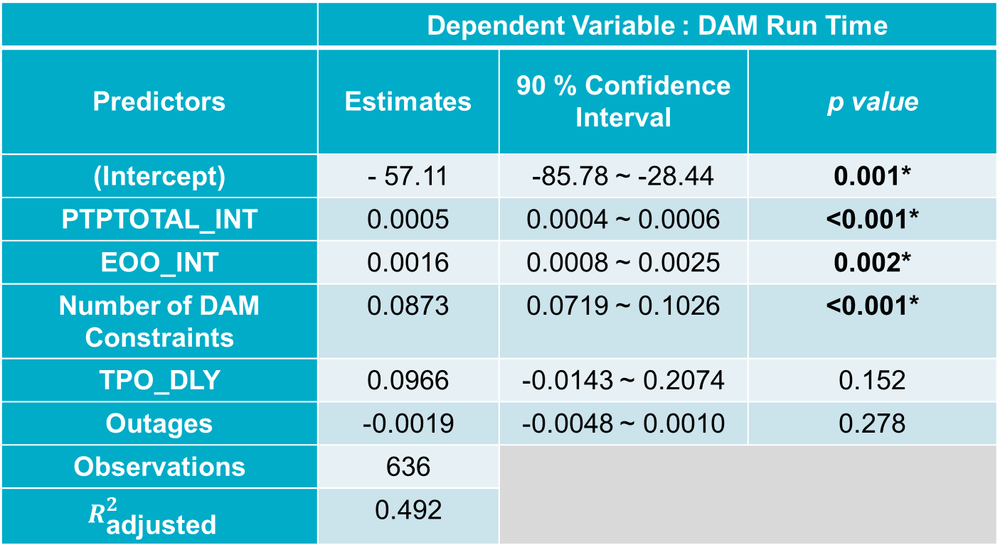 Dependent Variable : DAM Run Time
Predictors Estimates 90 % Confidence Interval p value
(Intercept) - 57.11 -85.78 ~ -28.44 0.001*
PTPTOTAL_INT 0.0005 0.0004 ~ 0.0006 <0.001*
EOO_INT 0.0016 0.0008 ~ 0.0025 0.002*
Number of DAM Constraints 0.0873 0.0719 ~ 0.1026 <0.001*
TPO_DLY 0.0966 -0.0143 ~ 0.2074 0.152
Outages -0.0019 -0.0048 ~ 0.0010 0.278
Observations 636
R² adjusted 0.492